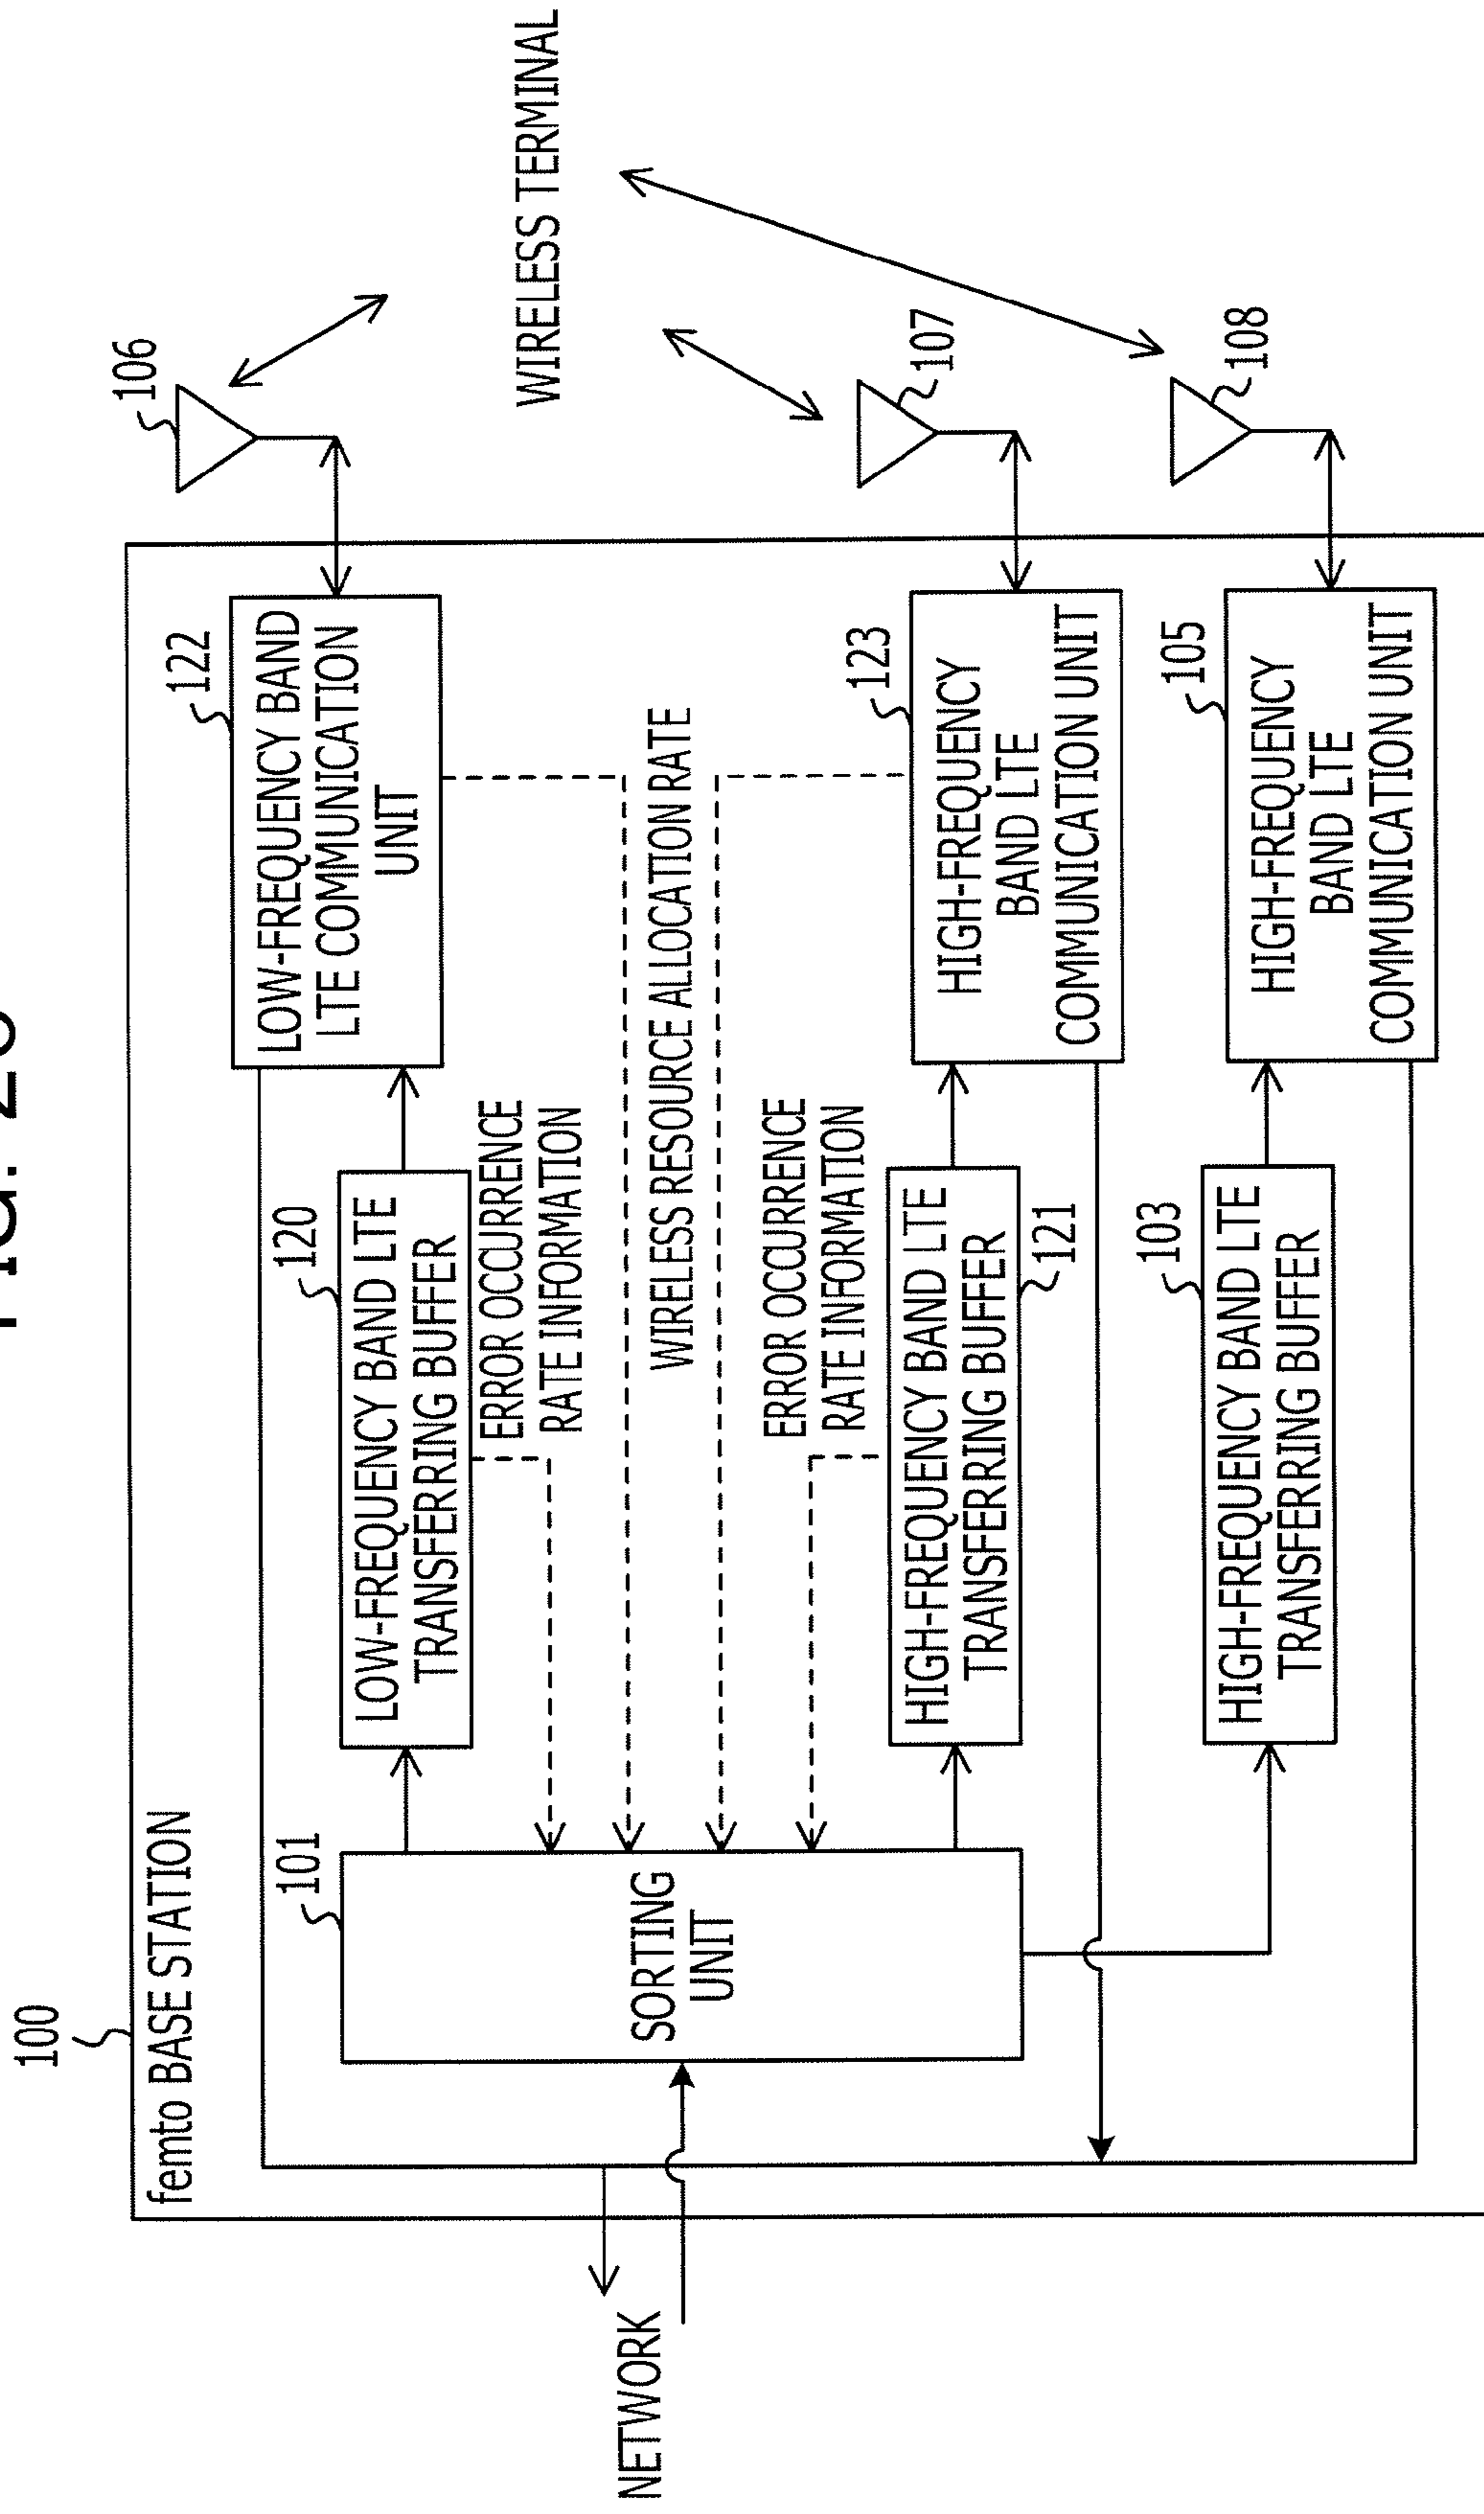 100
femto BASE STATION
NETWORK
101
SORTING
UNIT
120
LOW-FREQUENCY BAND LTE
TRANSFERRING BUFFER
ERROR OCCURRENCE
RATE INFORMATION
WIRELESS RESOURCE ALLOCATION RATE
ERROR OCCURRENCE
RATE INFORMATION
HIGH-FREQUENCY BAND LTE
TRANSFERRING BUFFER
121
103
HIGH-FREQUENCY BAND LTE
TRANSFERRING BUFFER
122
LOW-FREQUENCY BAND
LTE COMMUNICATION
UNIT
123
HIGH-FREQUENCY
BAND LTE
COMMUNICATION UNIT
105
HIGH-FREQUENCY
BAND LTE
COMMUNICATION UNIT
106
WIRELESS TERMINAL
107
108